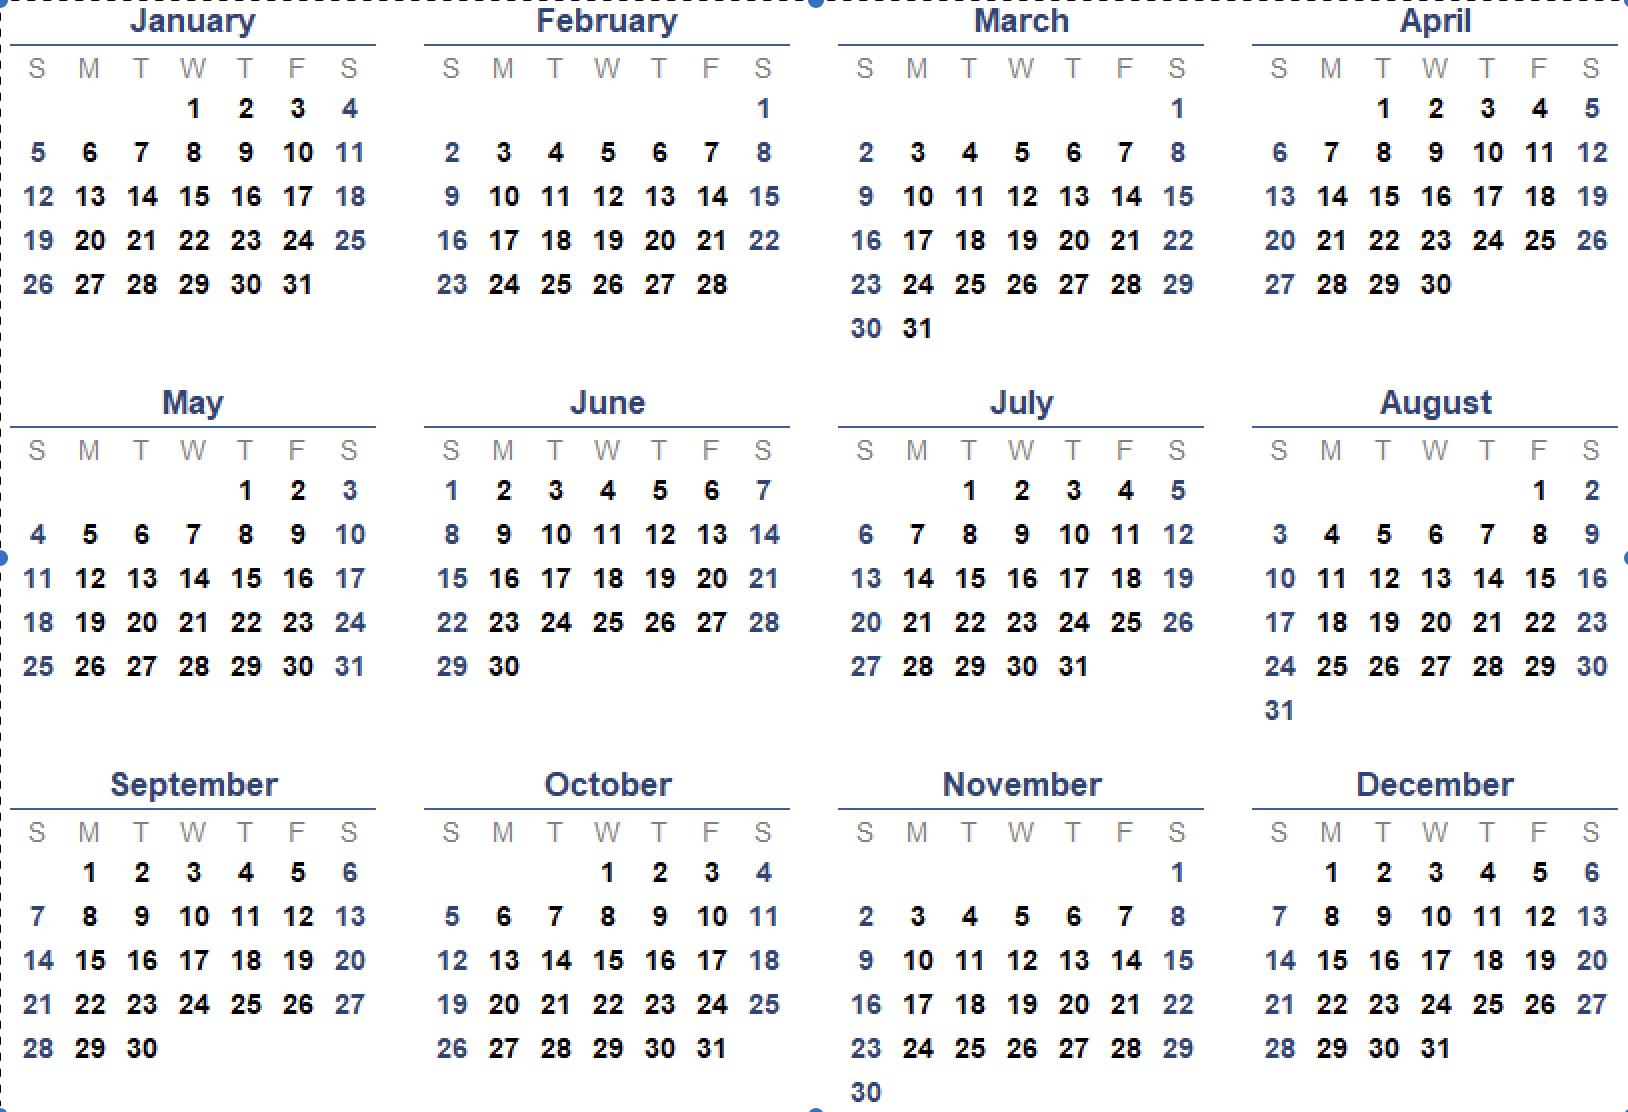 January
S M T W T F S
1 2 3 4
5 6 7 8 9 10 11
12 13 14 15 16 17 18
19 20 21 22 23 24 25
26 27 28 29 30 31
February
S M T W T F S
1
2 3 4 5 6 7 8
9 10 11 12 13 14 15
16 17 18 19 20 21 22
23 24 25 26 27 28
March
S M T W T F S
1
2 3 4 5 6 7 8
9 10 11 12 13 14 15
16 17 18 19 20 21 22
23 24 25 26 27 28 29
30 31
April
S M T W T F S
1 2 3 4 5
6 7 8 9 10 11 12
13 14 15 16 17 18 19
20 21 22 23 24 25 26
27 28 29 30
May
S M T W T F S
1 2 3
4 5 6 7 8 9 10
11 12 13 14 15 16 17
18 19 20 21 22 23 24
25 26 27 28 29 30 31
June
S M T W T F S
1 2 3 4 5 6 7
8 9 10 11 12 13 14
15 16 17 18 19 20 21
22 23 24 25 26 27 28
29 30
July
S M T W T F S
1 2 3 4 5
6 7 8 9 10 11 12
13 14 15 16 17 18 19
20 21 22 23 24 25 26
27 28 29 30 31
August
S M T W T F S
1 2
3 4 5 6 7 8 9
10 11 12 13 14 15 16
17 18 19 20 21 22 23
24 25 26 27 28 29 30
31
September
S M T W T F S
1 2 3 4 5 6
7 8 9 10 11 12 13
14 15 16 17 18 19 20
21 22 23 24 25 26 27
28 29 30
October
S M T W T F S
1 2 3 4
5 6 7 8 9 10 11
12 13 14 15 16 17 18
19 20 21 22 23 24 25
26 27 28 29 30 31
November
S M T W T F S
1
2 3 4 5 6 7 8
9 10 11 12 13 14 15
16 17 18 19 20 21 22
23 24 25 26 27 28 29
30
December
S M T W T F S
1 2 3 4 5 6
7 8 9 10 11 12 13
14 15 16 17 18 19 20
21 22 23 24 25 26 27
28 29 30 31